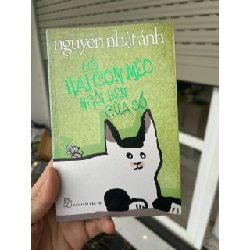 nguyễn nhật ánh
CÓ
HAI CON MÈO
NGỒI BÊN
CỬA SỔ